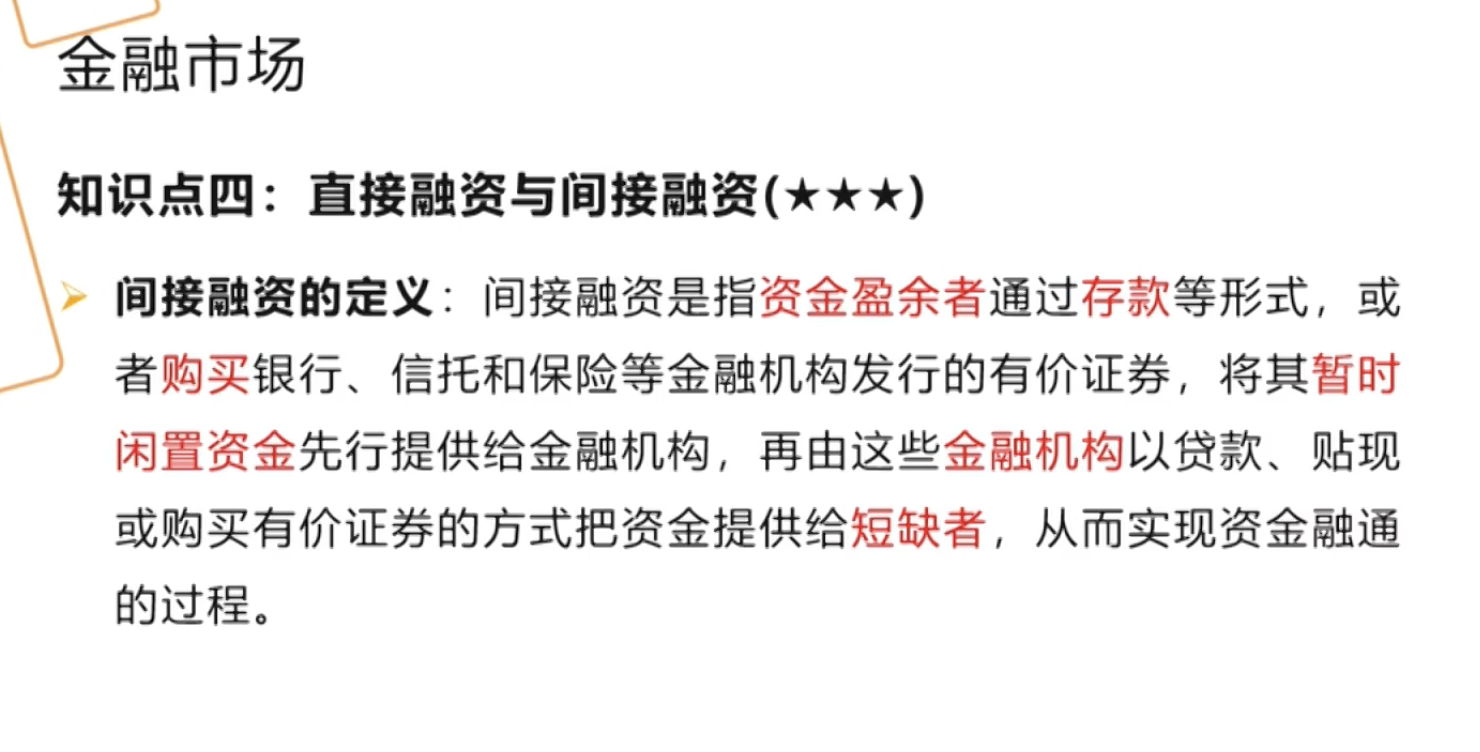 金融市场
知识点四：直接融资与间接融资(★★★)
间接融资的定义：间接融资是指资金盈余者通过存款等形式，或
者购买银行、信托和保险等金融机构发行的有价证券，将其暂时
闲置资金先行提供给金融机构，再由这些金融机构以贷款、贴现
或购买有价证券的方式把资金提供给短缺者，从而实现资金融通
的过程。